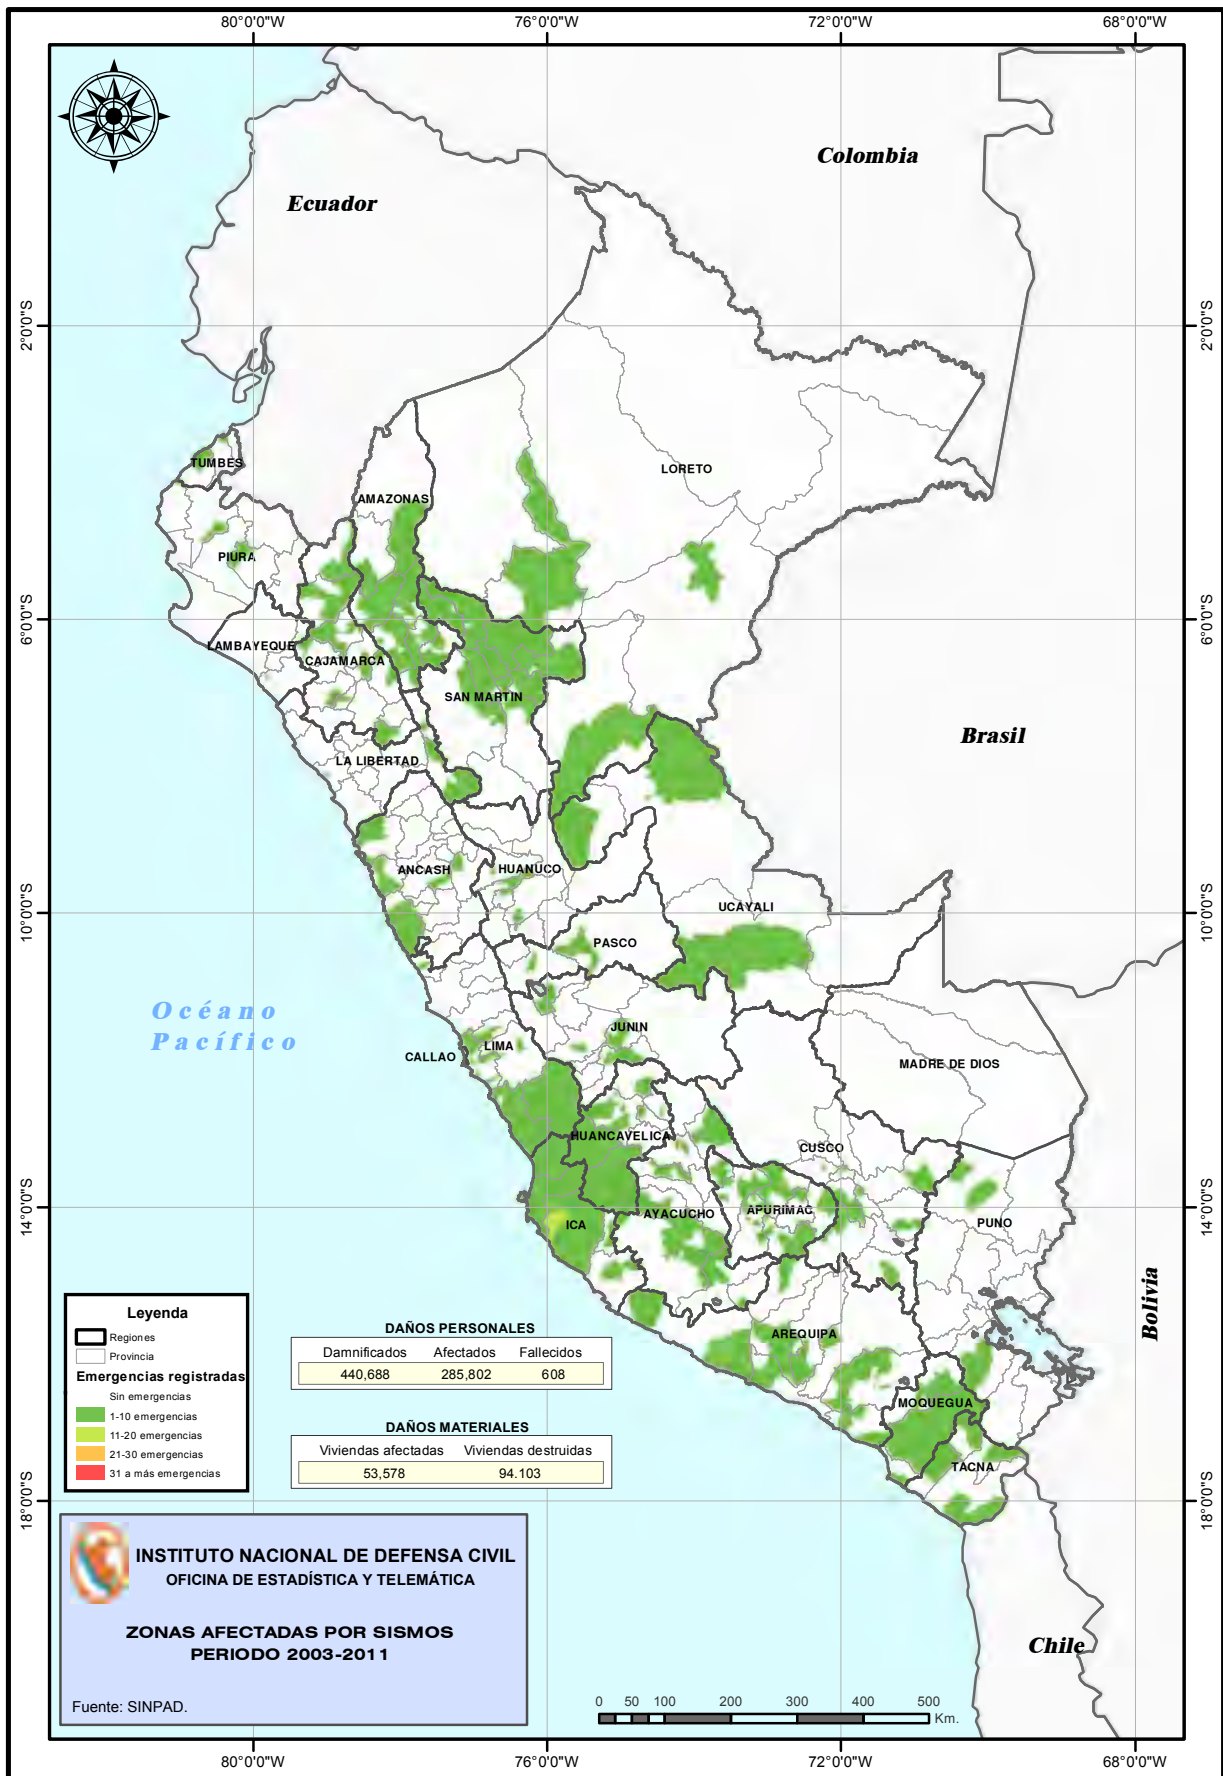 80°0'0"W 76°0'0"W 72°0'0"W 68°0'0"W
Colombia
Ecuador
2°0'0"S 2°0'0"S
TUMBES
LORETO
AMAZONAS
PIURA
6°0'0"S 6°0'0"S
LAMBAYEQUE
CAJAMARCA
SAN MARTIN
Brasil
LA LIBERTAD
ANCASH
HUANUCO
UCAYALI
10°0'0"S 10°0'0"S
PASCO
Océano
Pacífico
JUNIN
LIMA
CALLAO
MADRE DE DIOS
HUANCAVELICA
CUSCO
14°0'0"S 14°0'0"S
AYACUCHO
APURIMAC
ICA
PUNO
Bolivia
AREQUIPA
MOQUEGUA
TACNA
18°0'0"S 18°0'0"S
Chile
Leyenda
Regiones
Provincia
Emergencias registradas
Sin emergencias
1-10 emergencias
11-20 emergencias
21-30 emergencias
31 a más emergencias
DAÑOS PERSONALES
Damnificados Afectados Fallecidos
440,688 285,802 608
DAÑOS MATERIALES
Viviendas afectadas Viviendas destruidas
53,578 94.103
INSTITUTO NACIONAL DE DEFENSA CIVIL
OFICINA DE ESTADÍSTICA Y TELEMÁTICA
ZONAS AFECTADAS POR SISMOS
PERIODO 2003-2011
Fuente: SINPAD.
0 50 100 200 300 400 500
Km.
80°0'0"W 76°0'0"W 72°0'0"W 68°0'0"W